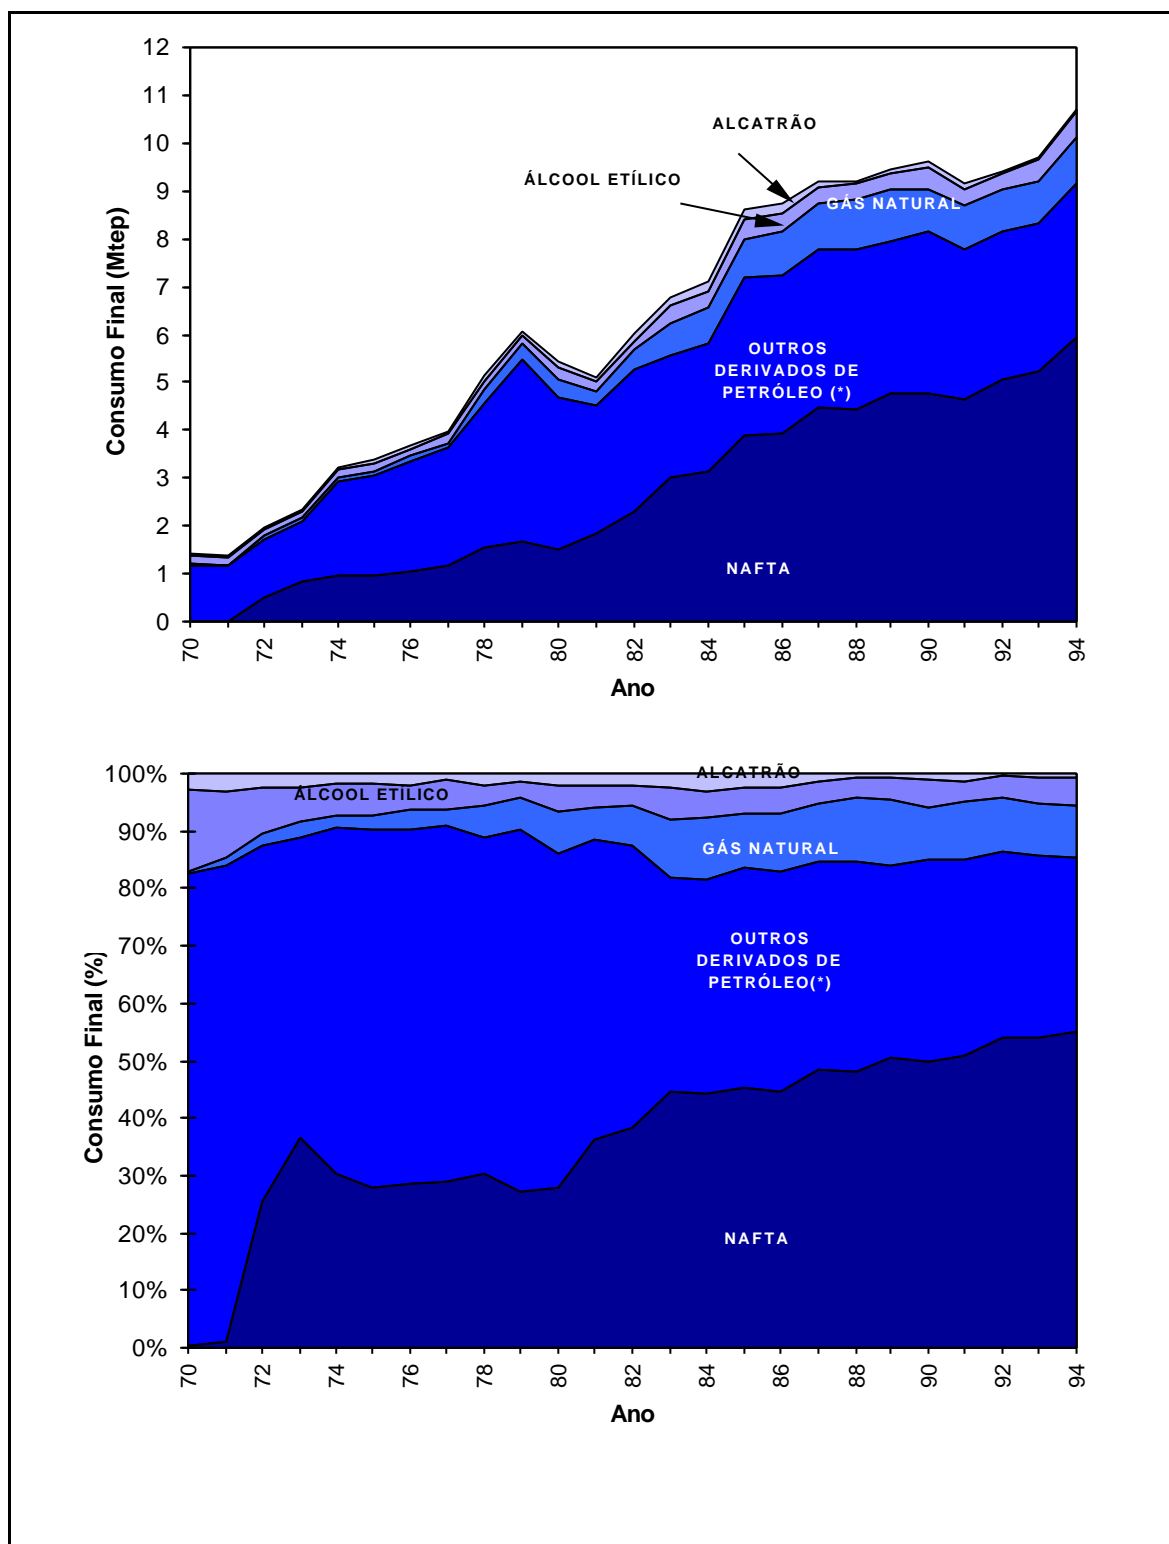 12
11
10
9
8
7
6
5
4
3
2
1
0
Consumo Final (Mtep)
ALCATRÃO
ÁLCOOL ETÍLICO
GÁS NATURAL
OUTROS
DERIVADOS DE
PETRÓLEO (*)
NAFTA
70
72
74
76
78
80
82
84
86
88
90
92
94
Ano
100%
90%
80%
70%
60%
50%
40%
30%
20%
10%
0%
Consumo Final (%)
ALCATRÃO
ÁLCOOL ETÍLICO
GÁS NATURAL
OUTROS
DERIVADOS DE
PETRÓLEO(*)
NAFTA
70
72
74
76
78
80
82
84
86
88
90
92
94
Ano